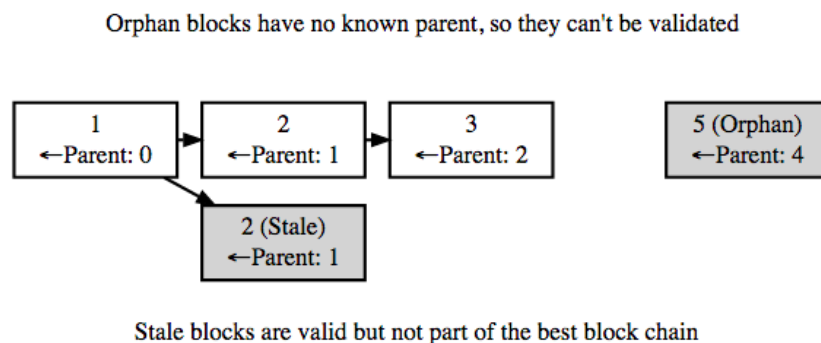 Orphan blocks have no known parent, so they can't be validated
1
←Parent: 0
2
←Parent: 1
3
←Parent: 2
5 (Orphan)
←Parent: 4
2 (Stale)
←Parent: 1
Stale blocks are valid but not part of the best block chain